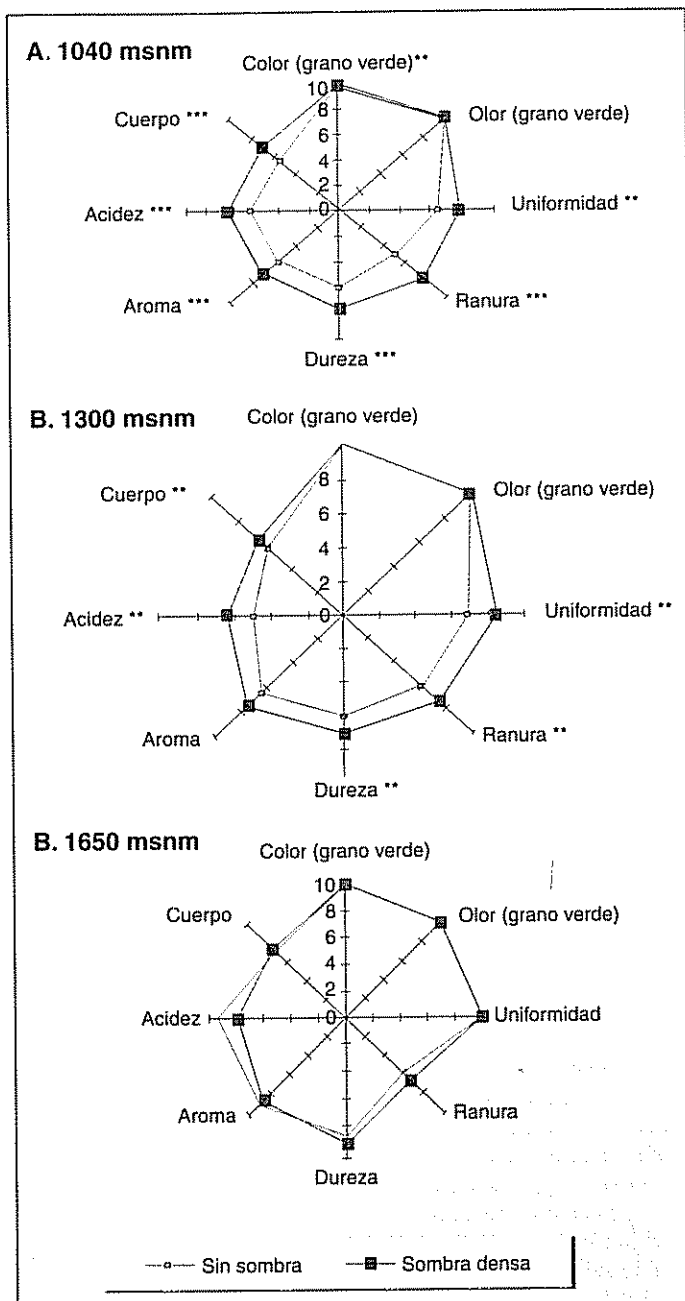 A. 1040 msnm
Color (grano verde)**
10
8
6
4
2
0
Olor (grano verde)
Uniformidad **
Ranura ***
Dureza ***
Aroma ***
Acidez ***
Cuerpo ***
B. 1300 msnm
Color (grano verde)
8
6
4
2
0
Olor (grano verde)
Uniformidad **
Ranura **
Dureza **
Aroma
Acidez **
Cuerpo **
B. 1650 msnm
Color (grano verde)
10
8
6
4
2
0
Olor (grano verde)
Uniformidad
Ranura
Dureza
Aroma
Acidez
Cuerpo
Sin sombra
Sombra densa